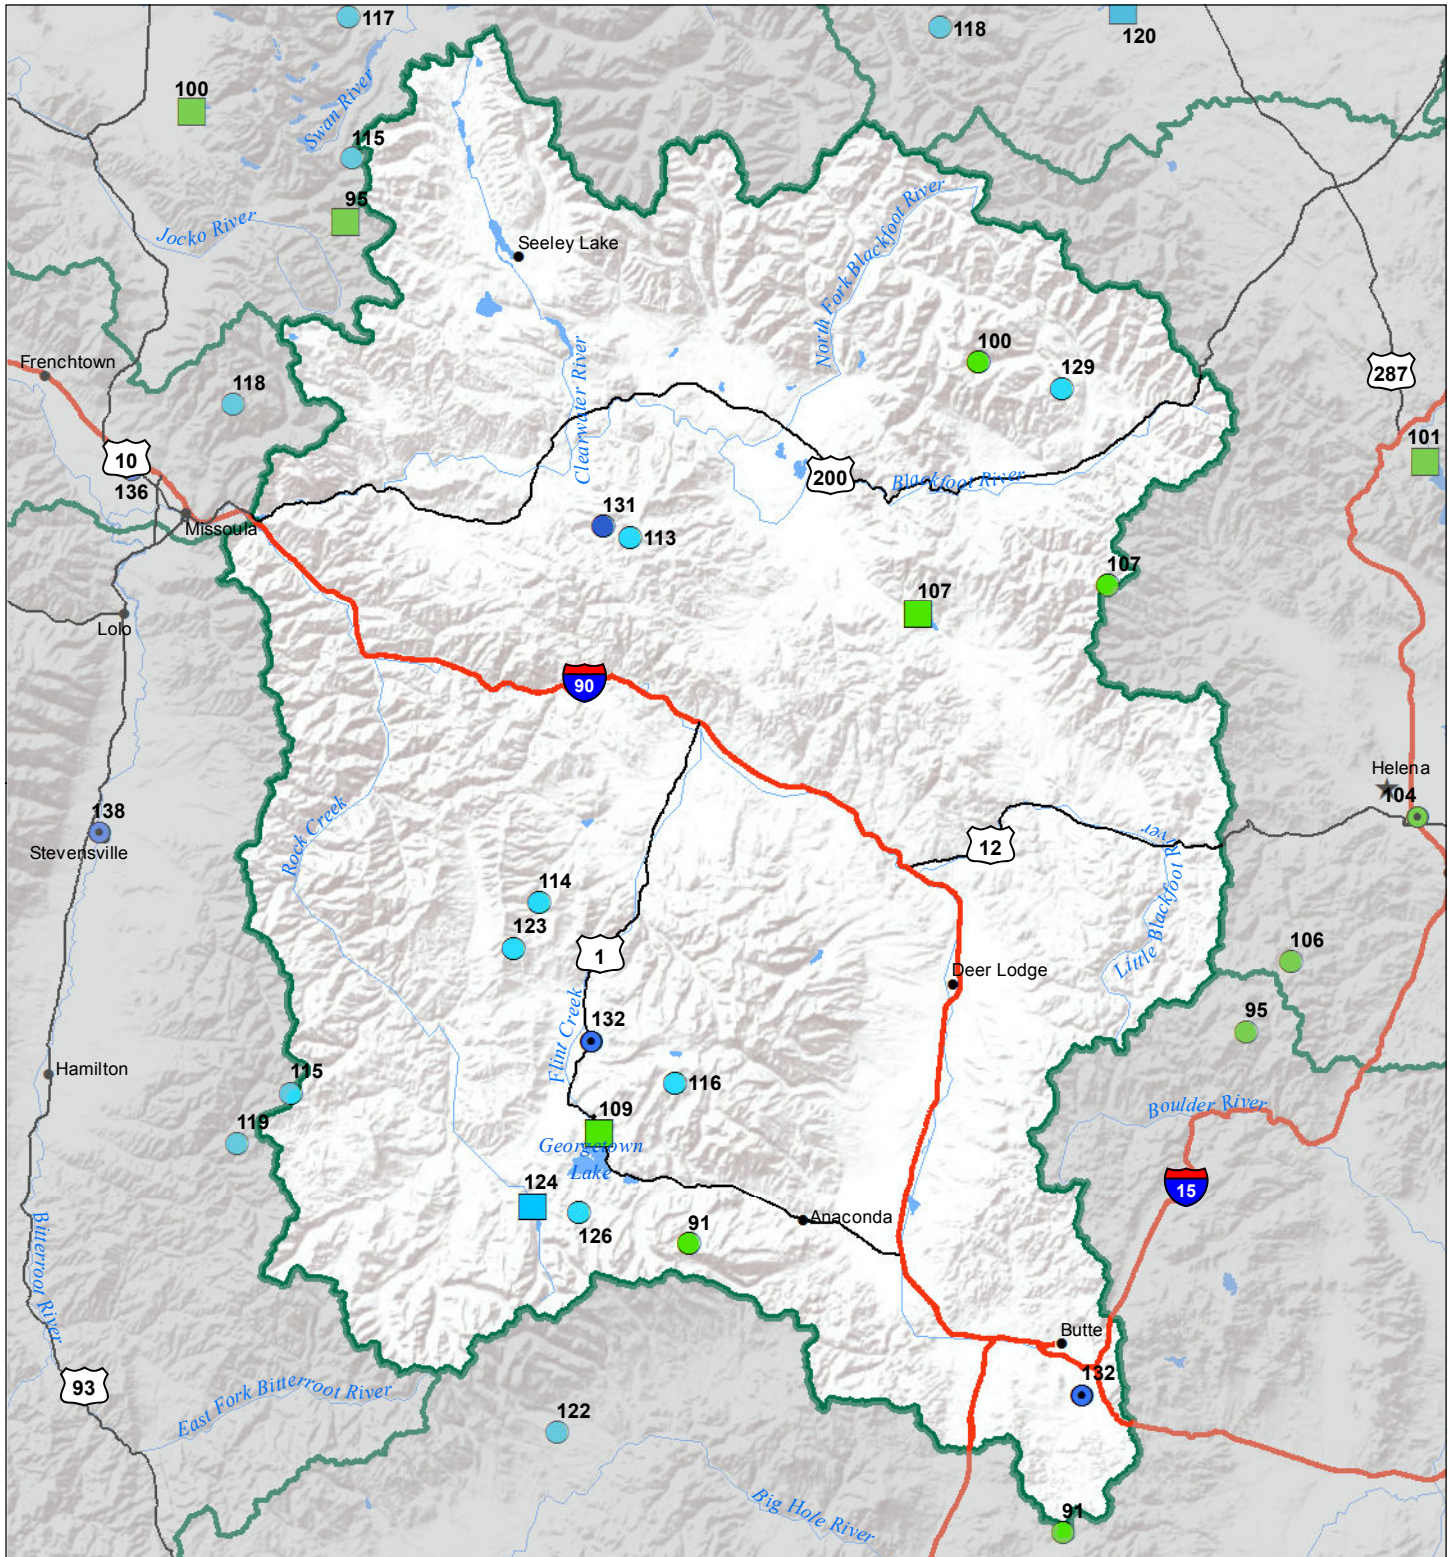 117
118
120
100
Swan River
115
95
Jocko River
North Fork Blackfoot River
Seeley Lake
Frenchtown
118
Clearwater River
100
129
287
10
136
Missoula
200
Blackfoot River
101
131
113
107
107
Lolo
90
Helena
104
138
Stevensville
Rock Creek
12
Little Blackfoot River
114
123
1
Deer Lodge
106
95
Flint Creek
132
Hamilton
115
116
119
109
Georgetown
Lake
Boulder River
15
124
126
91
Anaconda
Bitterroot River
Butte
93
East Fork Bitterroot River
132
122
Big Hole River
91